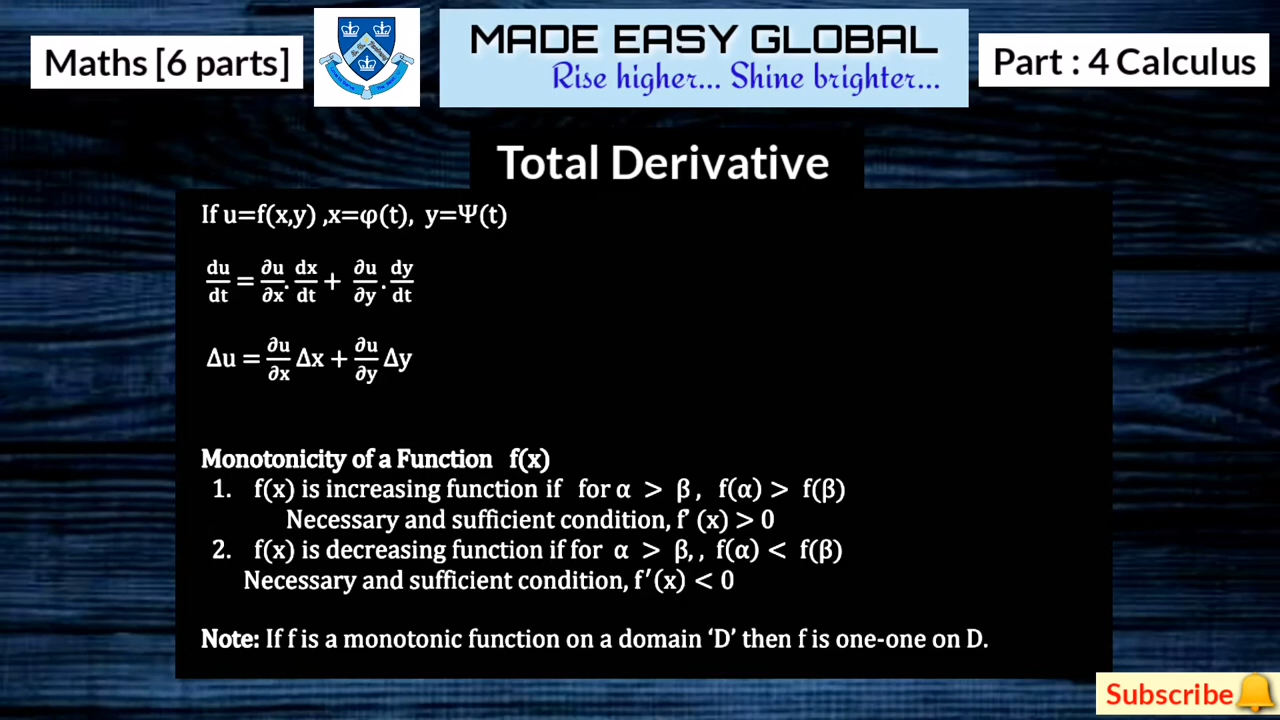 Maths [6 parts]
MADE EASY GLOBAL
Rise higher... Shine brighter...
Part : 4 Calculus
Total Derivative
If u=f(x,y) ,x=φ(t), y=Ψ(t)
du/dt = ∂u/∂x . dx/dt + ∂u/∂y . dy/dt
Δu = ∂u/∂x Δx + ∂u/∂y Δy
Monotonicity of a Function f(x)
1. f(x) is increasing function if for α > β , f(α) > f(β)
Necessary and sufficient condition, f′ (x) > 0
2. f(x) is decreasing function if for α > β, , f(α) < f(β)
Necessary and sufficient condition, f′(x) < 0
Note: If f is a monotonic function on a domain ‘D’ then f is one-one on D.
Subscribe